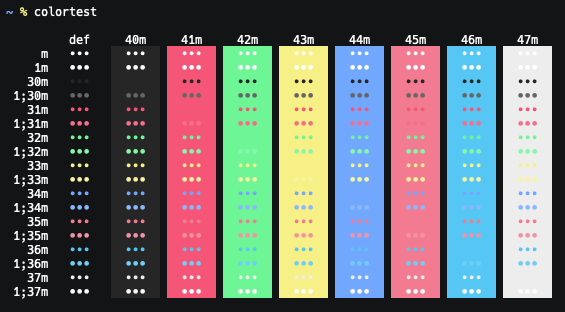 ~ % colortest
def 40m 41m 42m 43m 44m 45m 46m 47m
m ••• ••• ••• ••• ••• ••• ••• ••• •••
1m ••• ••• ••• ••• ••• ••• ••• ••• •••
30m ••• ••• ••• ••• ••• ••• ••• ••• •••
1;30m ••• ••• ••• ••• ••• ••• ••• ••• •••
31m ••• ••• ••• ••• ••• ••• ••• ••• •••
1;31m ••• ••• ••• ••• ••• ••• ••• ••• •••
32m ••• ••• ••• ••• ••• ••• ••• ••• •••
1;32m ••• ••• ••• ••• ••• ••• ••• ••• •••
33m ••• ••• ••• ••• ••• ••• ••• ••• •••
1;33m ••• ••• ••• ••• ••• ••• ••• ••• •••
34m ••• ••• ••• ••• ••• ••• ••• ••• •••
1;34m ••• ••• ••• ••• ••• ••• ••• ••• •••
35m ••• ••• ••• ••• ••• ••• ••• ••• •••
1;35m ••• ••• ••• ••• ••• ••• ••• ••• •••
36m ••• ••• ••• ••• ••• ••• ••• ••• •••
1;36m ••• ••• ••• ••• ••• ••• ••• ••• •••
37m ••• ••• ••• ••• ••• ••• ••• ••• •••
1;37m ••• ••• ••• ••• ••• ••• ••• ••• •••